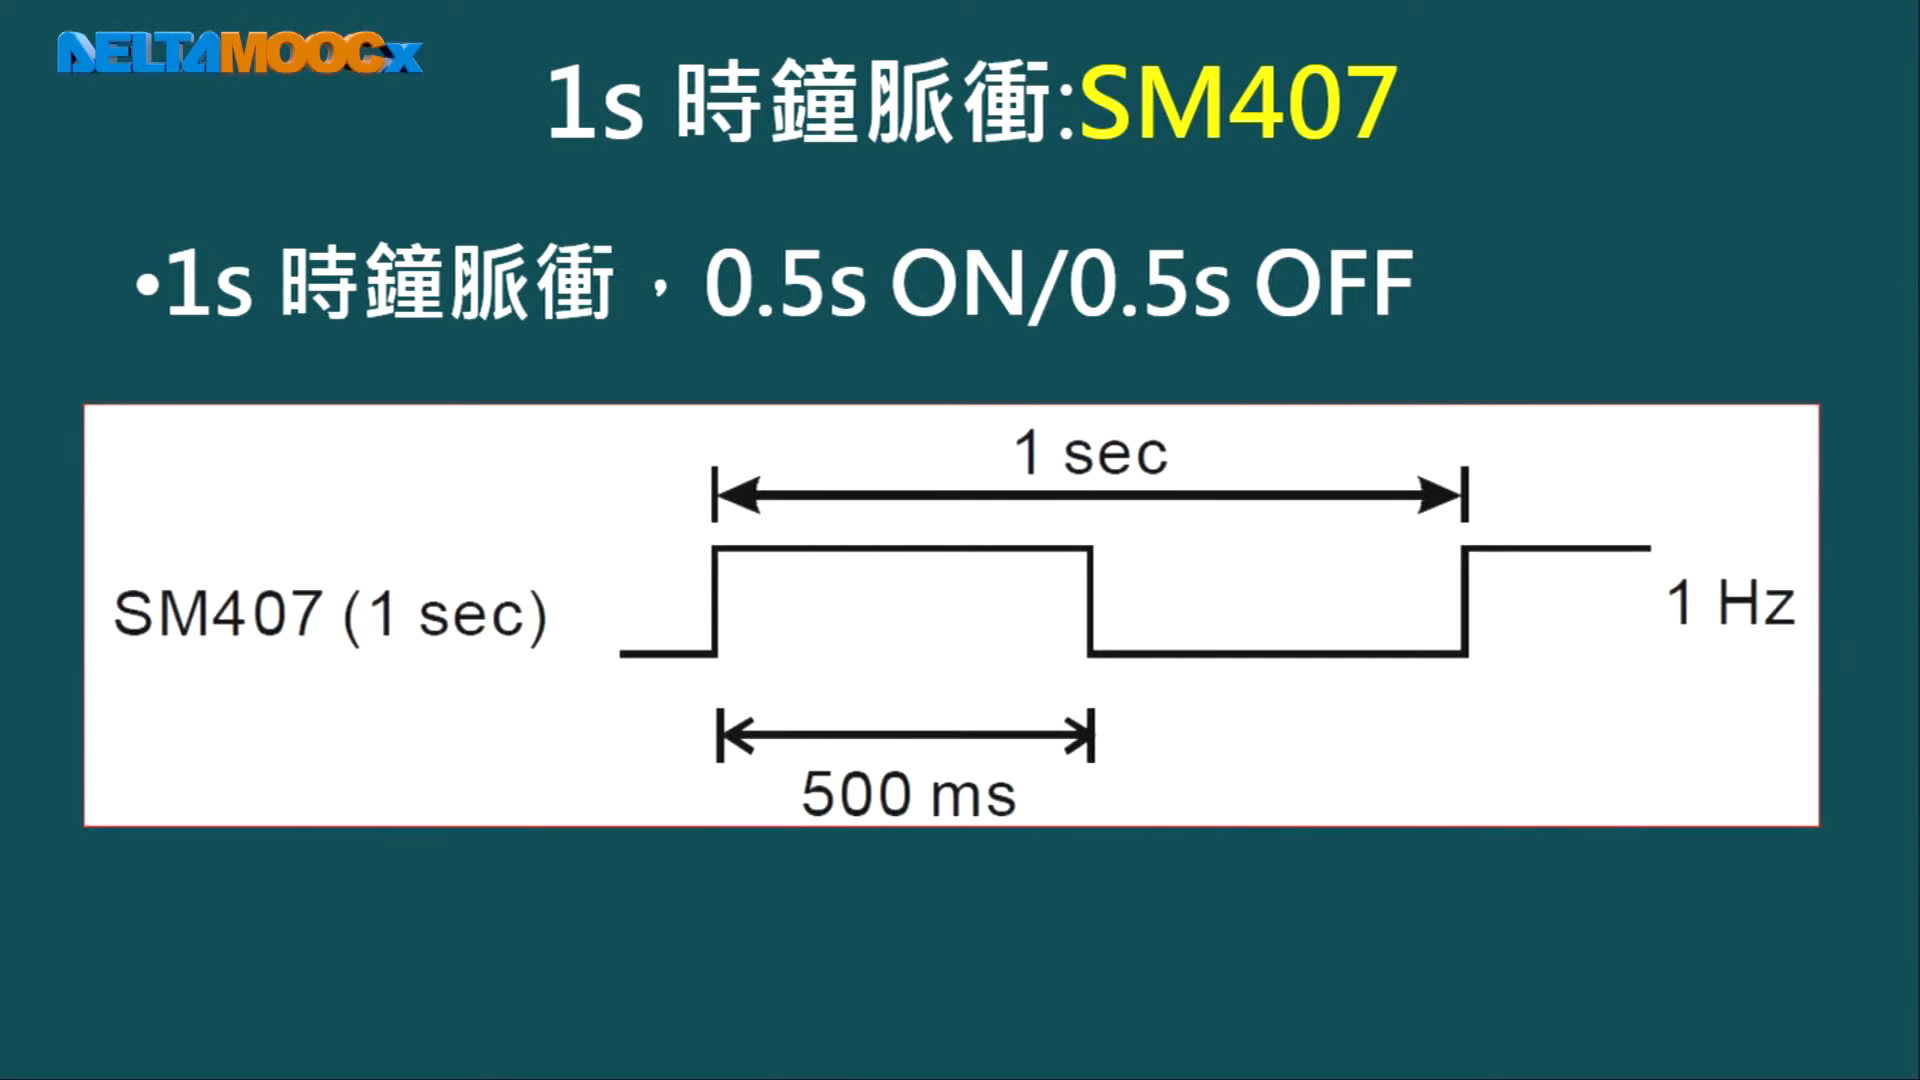 DELTAMOOCx
1s 時鐘脈衝:SM407
•1s 時鐘脈衝，0.5s ON/0.5s OFF
1 sec
SM407 (1 sec)
1 Hz
500 ms